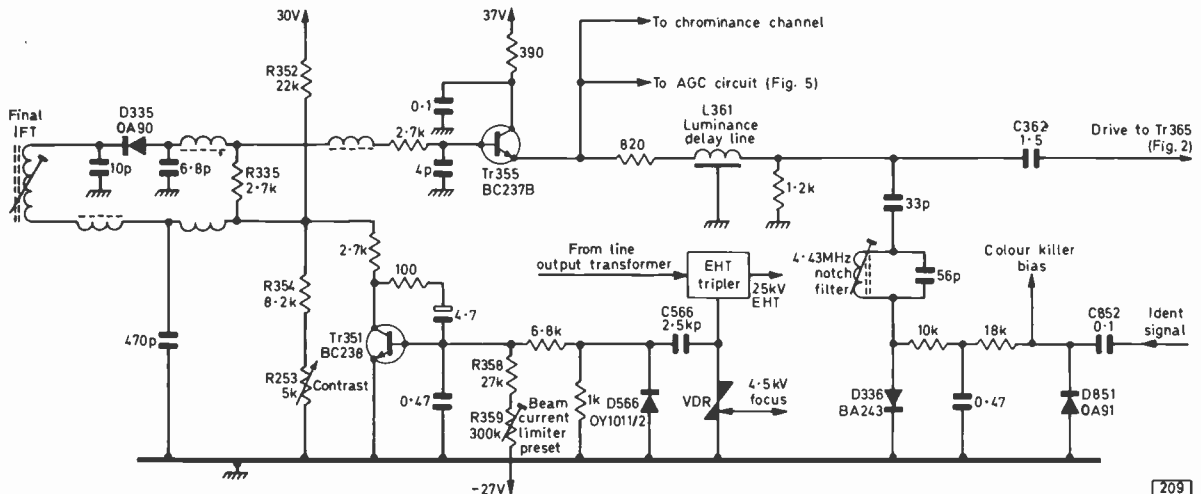 30V
37V
390
To chrominance channel
To AGC circuit (Fig. 5)
R352
22k
Final
IFT
D335
OA90
0·1
2·7k
10p
6·8p
R335
2·7k
4p
Tr355
BC237B
820
L361
Luminance
delay line
1·2k
C362
1·5
Drive to Tr365
(Fig. 2)
33p
2·7k
100
4·7
R354
8·2k
Tr351
BC238
470p
R253
5k
Contrast
0·47
R358
27k
R359
300k
Beam
current
limiter
preset
6·8k
1k
D566
OY1011/2
C566
2·5kp
From line
output transformer
EHT
tripler
25kV
EHT
VDR
4·5kV
focus
4·43MHz
notch
filter
56p
Colour killer
bias
C852
0·1
Ident
signal
10k
18k
D336
BA243
0·47
D851
OA91
-27V
209